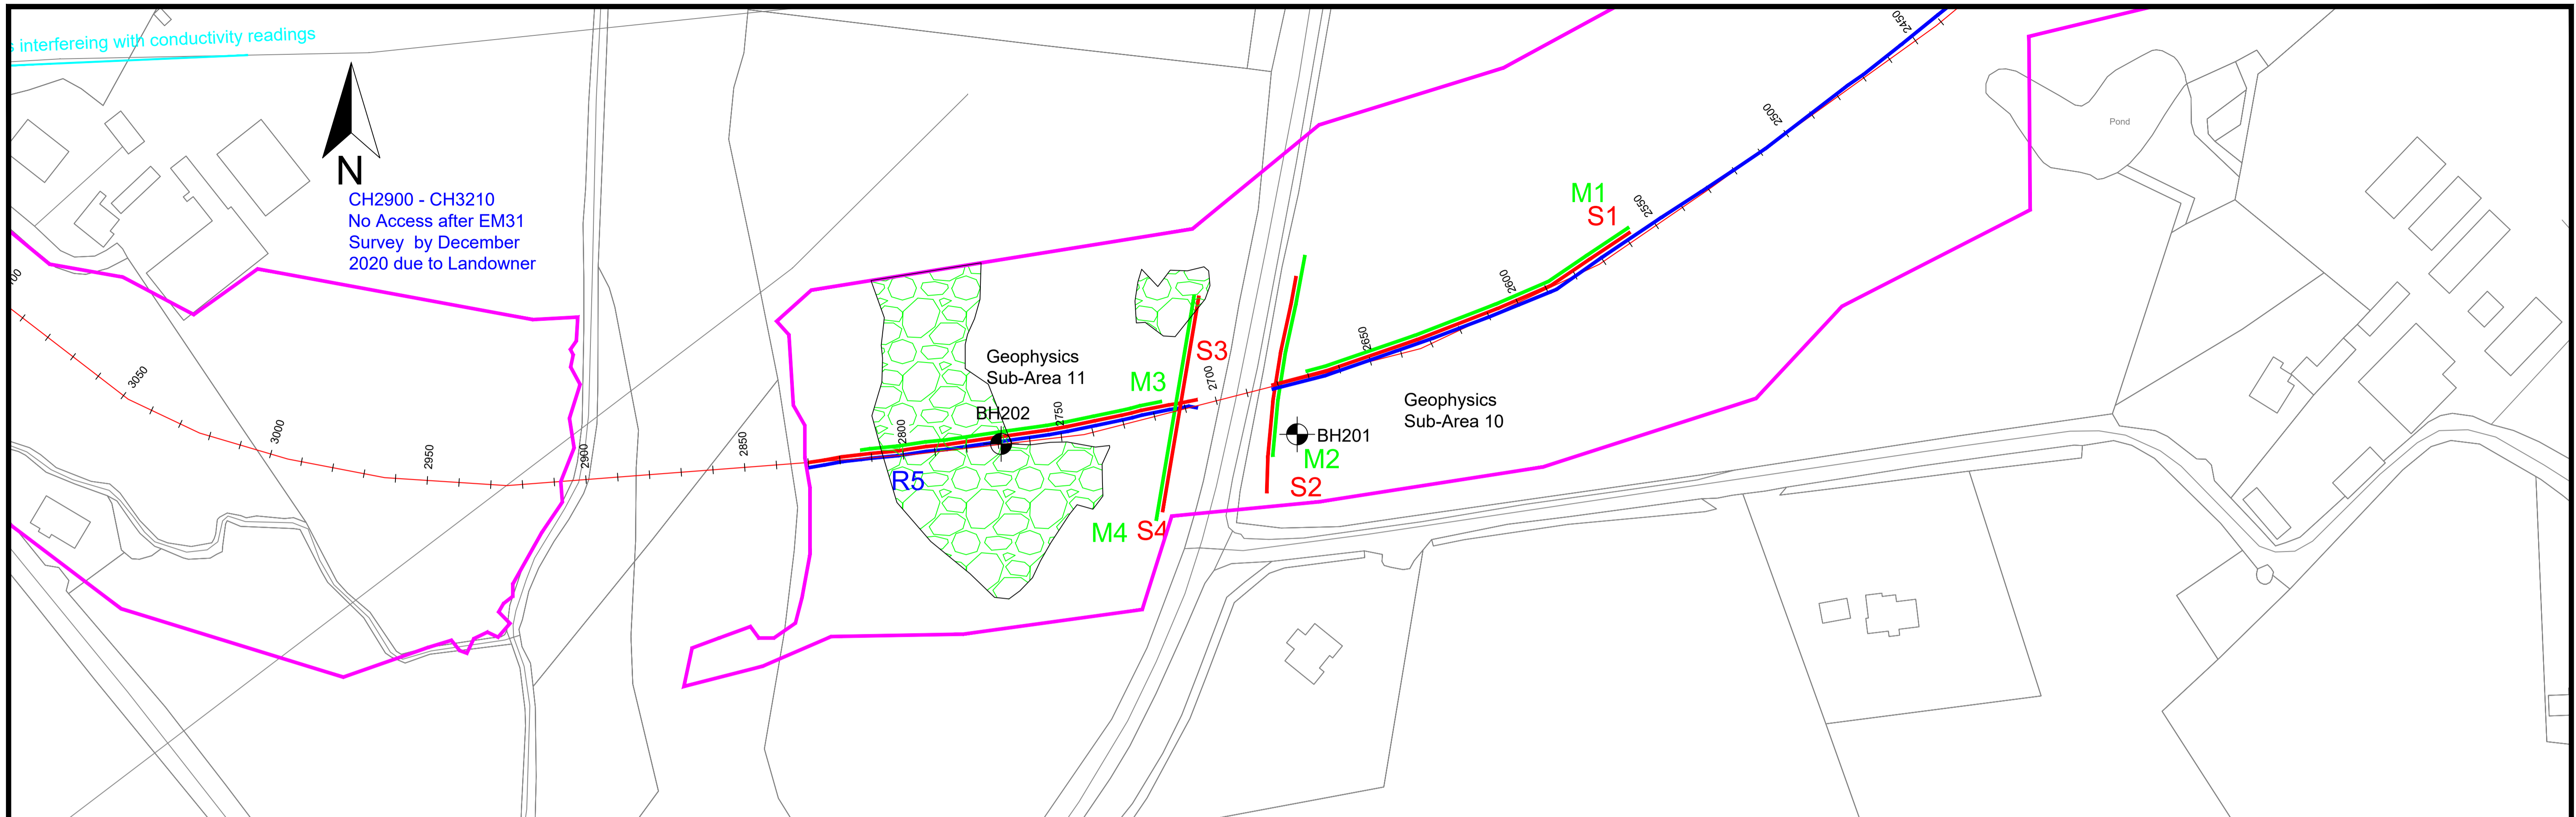 s interfereing with conductivity readings
N
CH2900 - CH3210
No Access after EM31
Survey by December
2020 due to Landowner
2450
2500
Pond
M1
S1
2550
2600
2650
S3
2700
Geophysics
Sub-Area 11
M3
BH202
2750
2800
2850
2900
2950
3000
3050
Geophysics
Sub-Area 10
BH201
M2
S2
R5
M4
S4